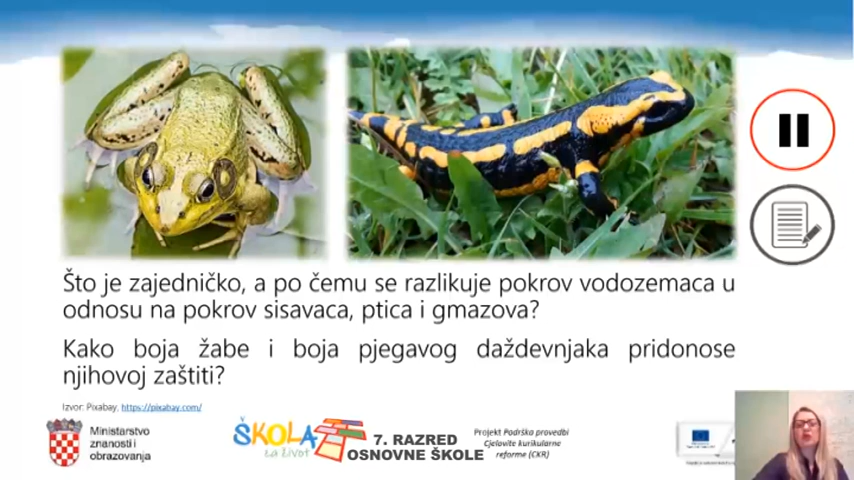 Što je zajedničko, a po čemu se razlikuje pokrov vodozemaca u
odnosu na pokrov sisavaca, ptica i gmazova?
Kako boja žabe i boja pjegavog daždevnjaka pridonose
njihovoj zaštiti?
Izvor: Pixabay, https://pixabay.com/
Ministarstvo
znanosti i
obrazovanja
ŠKOLA
za život
7. RAZRED
OSNOVNE ŠKOLE
Projekt Podrška provedbi
Cjelovite kurikularne
reforme (CKR)